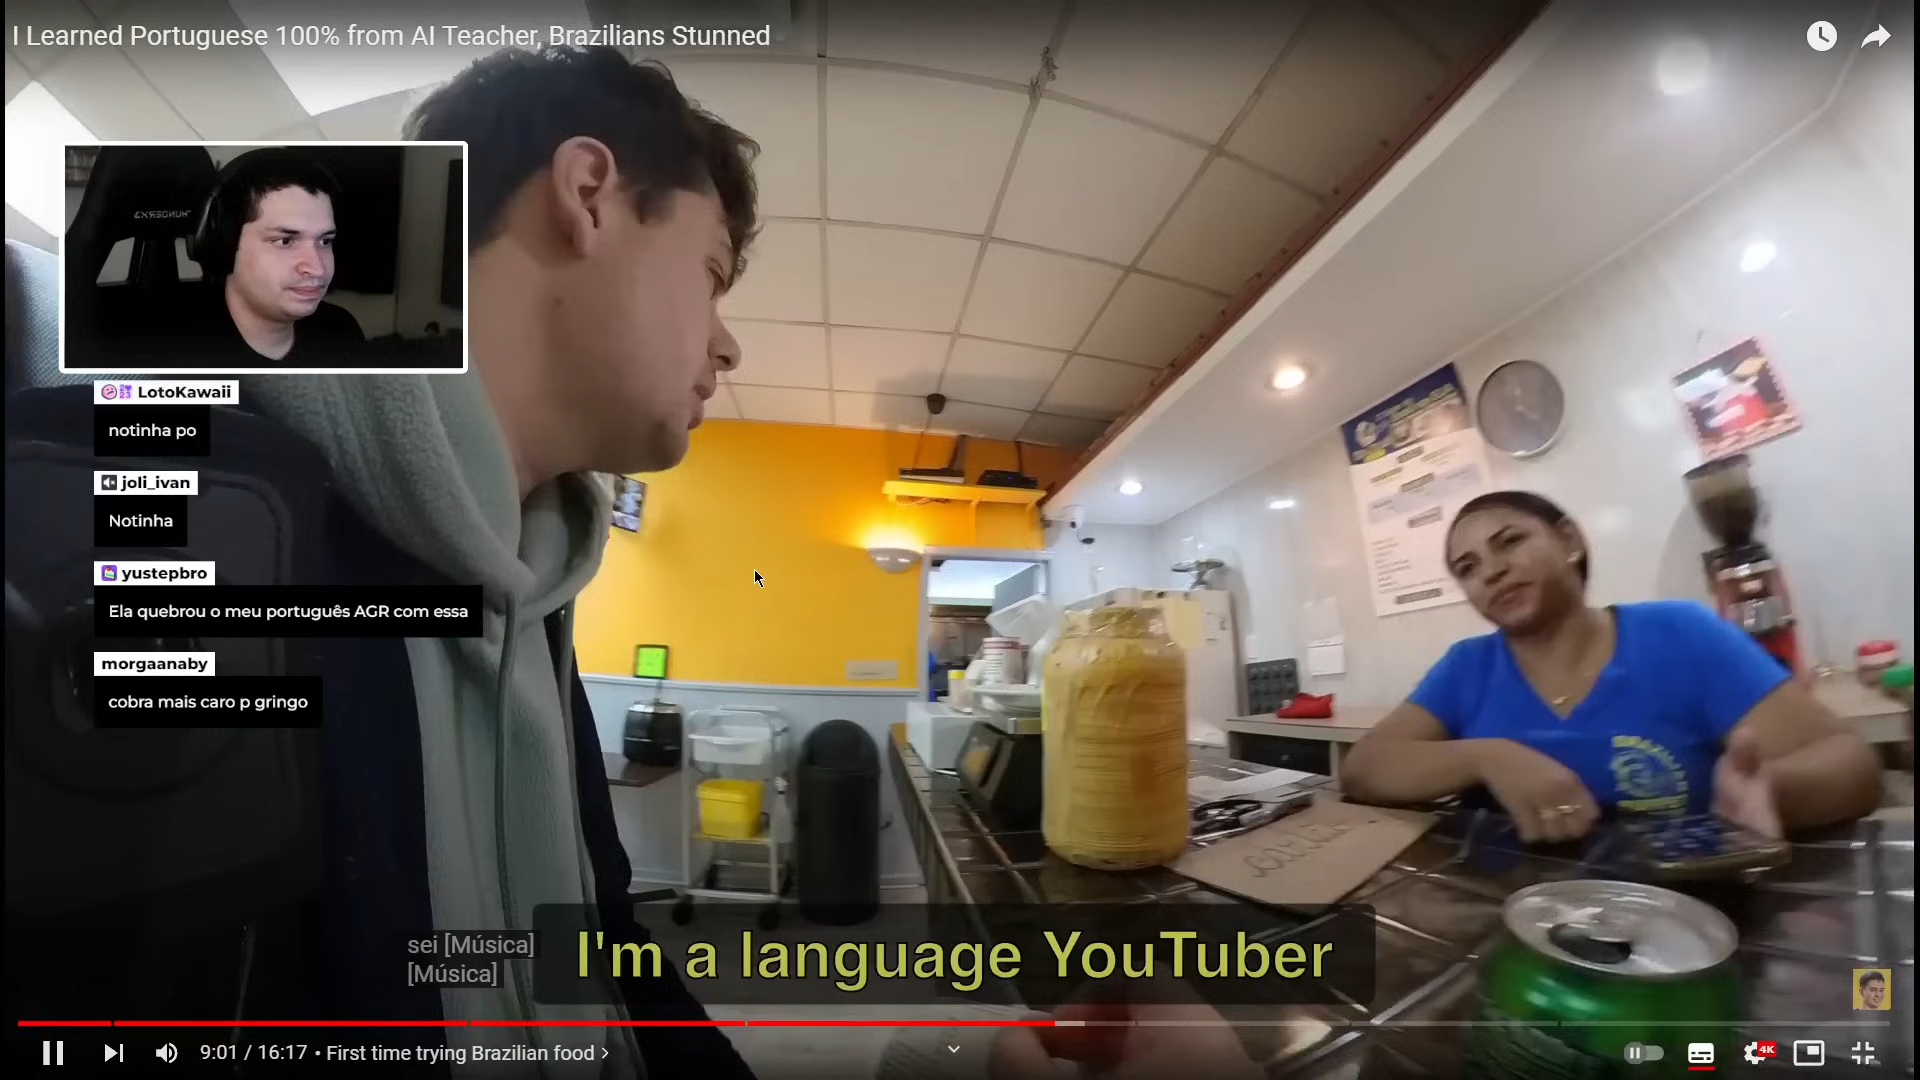 I Learned Portuguese 100% from AI Teacher, Brazilians Stunned
LotoKawaii
notinha po
joli_ivan
Notinha
yustepbro
Ela quebrou o meu português AGR com essa
morgaanaby
cobra mais caro p gringo
sei [Música]
[Música]
I'm a language YouTuber
9:01 / 16:17 • First time trying Brazilian food
4K